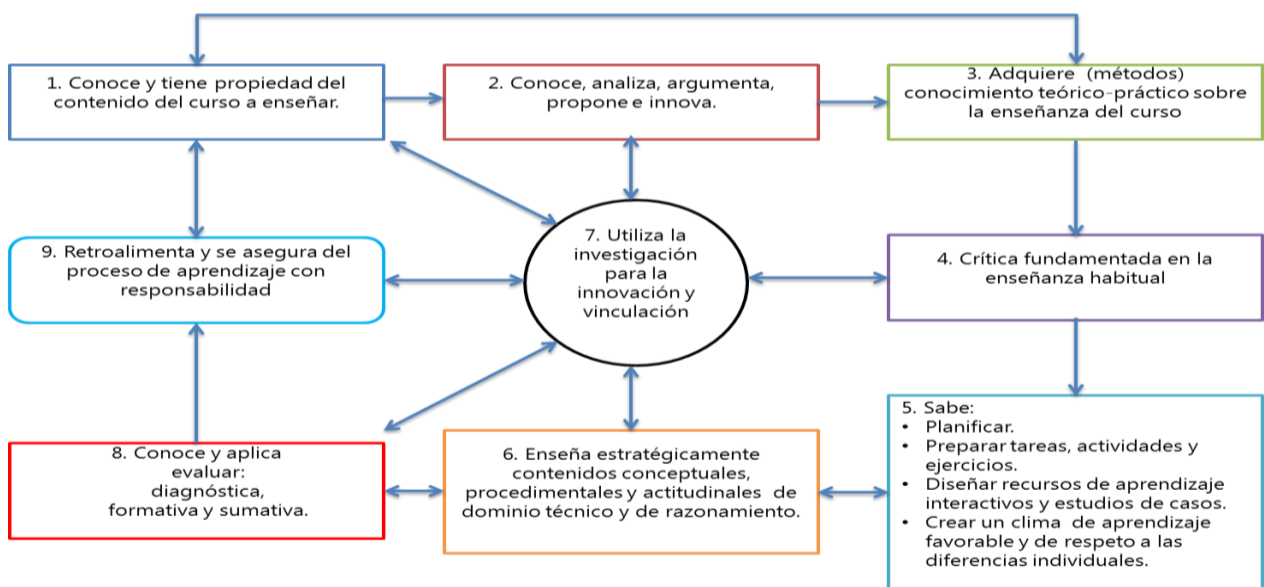 1. Conoce y tiene propiedad del
contenido del curso a enseñar.
2. Conoce, analiza, argumenta,
propone e innova.
3. Adquiere (métodos)
conocimiento teórico-práctico sobre
la enseñanza del curso
9. Retroalimenta y se asegura del
proceso de aprendizaje con
responsabilidad
7. Utiliza la
investigación
para la
innovación y
vinculación
4. Crítica fundamentada en la
enseñanza habitual
8. Conoce y aplica
evaluar:
diagnóstica,
formativa y sumativa.
6. Enseña estratégicamente
contenidos conceptuales,
procedimentales y actitudinales de
dominio técnico y de razonamiento.
5. Sabe:
• Planificar.
• Preparar tareas, actividades y
ejercicios.
• Diseñar recursos de aprendizaje
interactivos y estudios de casos.
• Crear un clima de aprendizaje
favorable y de respeto a las
diferencias individuales.